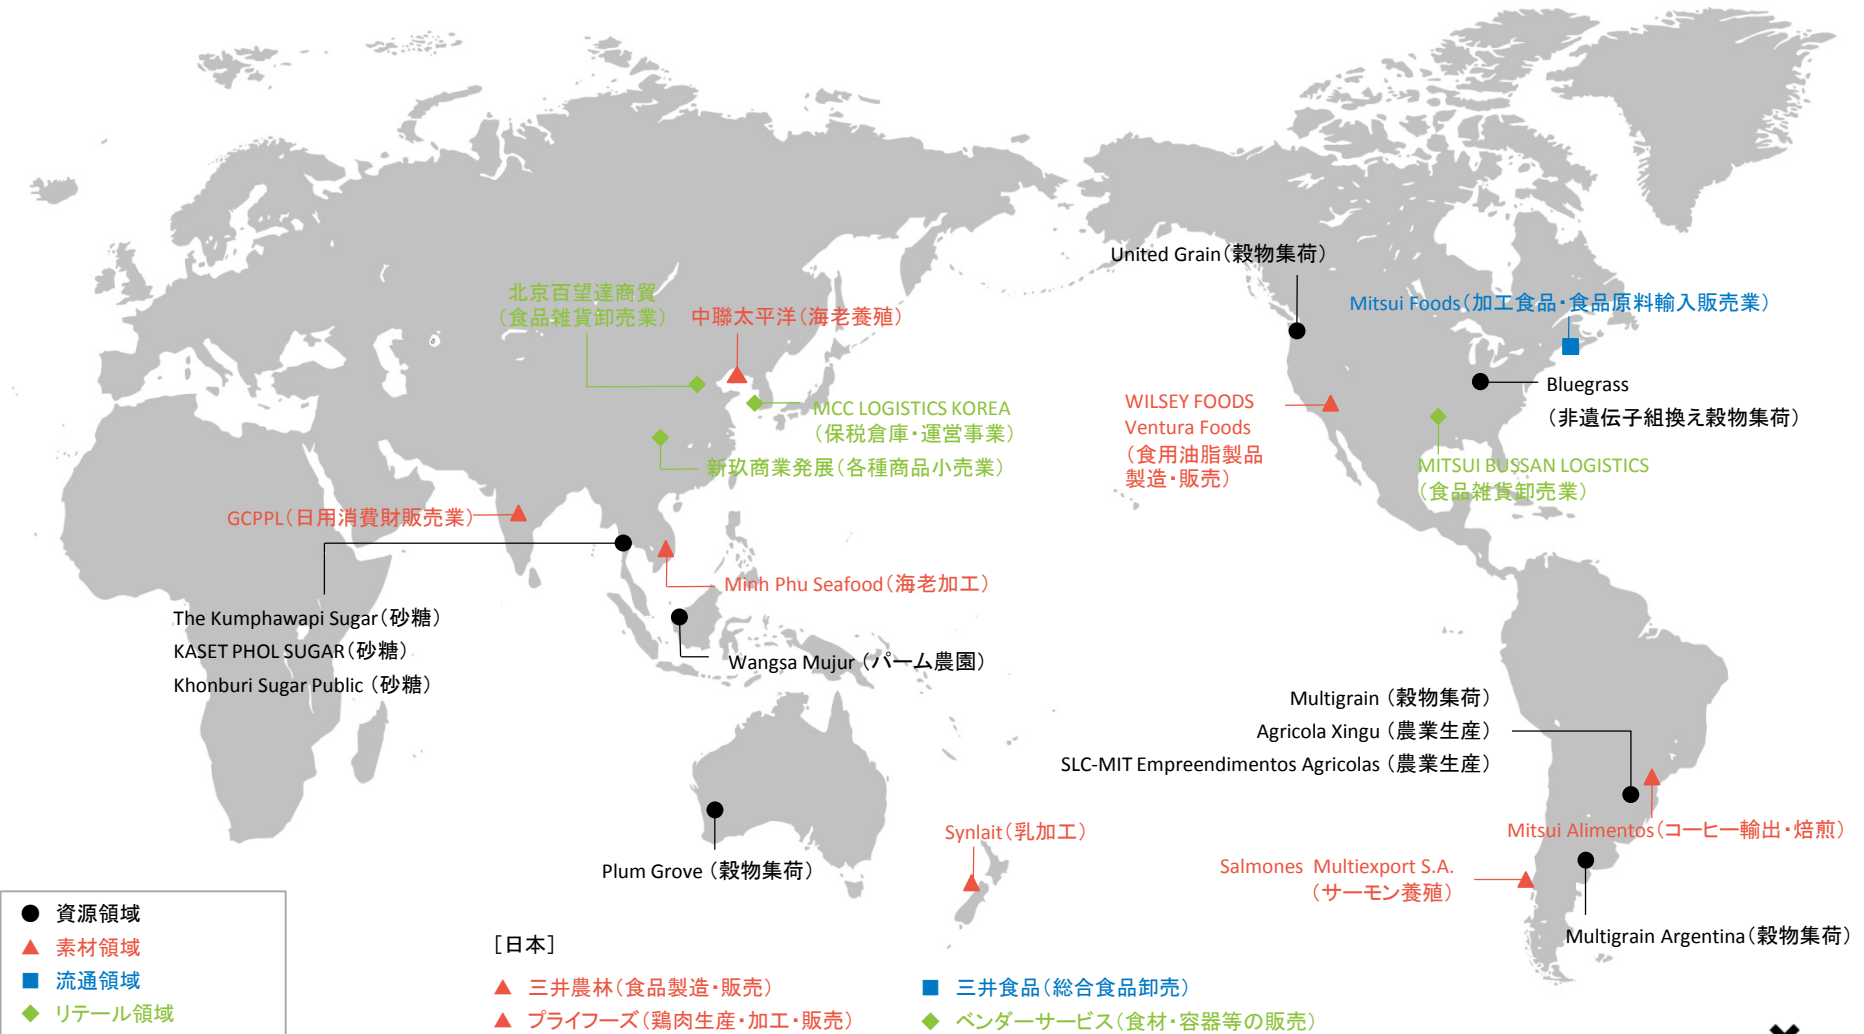 United Grain(穀物集荷)
北京百望達商貿
(食品雑貨卸売業)
中聯太平洋(海老養殖)
Mitsui Foods(加工食品・食品原料輸入販売業)
Bluegrass
(非遺伝子組換え穀物集荷)
MCC LOGISTICS KOREA
(保税倉庫・運営事業)
新玖商業発展(各種商品小売業)
WILSEY FOODS
Ventura Foods
(食用油脂製品
製造・販売)
MITSUI BUSSAN LOGISTICS
(食品雑貨卸売業)
GCPPL(日用消費財販売業)
Minh Phu Seafood(海老加工)
The Kumphawapi Sugar(砂糖)
KASET PHOL SUGAR(砂糖)
Khonburi Sugar Public (砂糖)
Wangsa Mujur (パーム農園)
Multigrain (穀物集荷)
Agricola Xingu (農業生産)
SLC-MIT Empreendimentos Agricolas (農業生産)
Synlait(乳加工)
Mitsui Alimentos(コーヒー輸出・焙煎)
Plum Grove (穀物集荷)
Salmones Multiexport S.A.
(サーモン養殖)
Multigrain Argentina(穀物集荷)
資源領域
素材領域
流通領域
リテール領域
[日本]
三井農林(食品製造・販売)
プライフーズ(鶏肉生産・加工・販売)
三井食品(総合食品卸売)
ベンダーサービス(食材・容器等の販売)